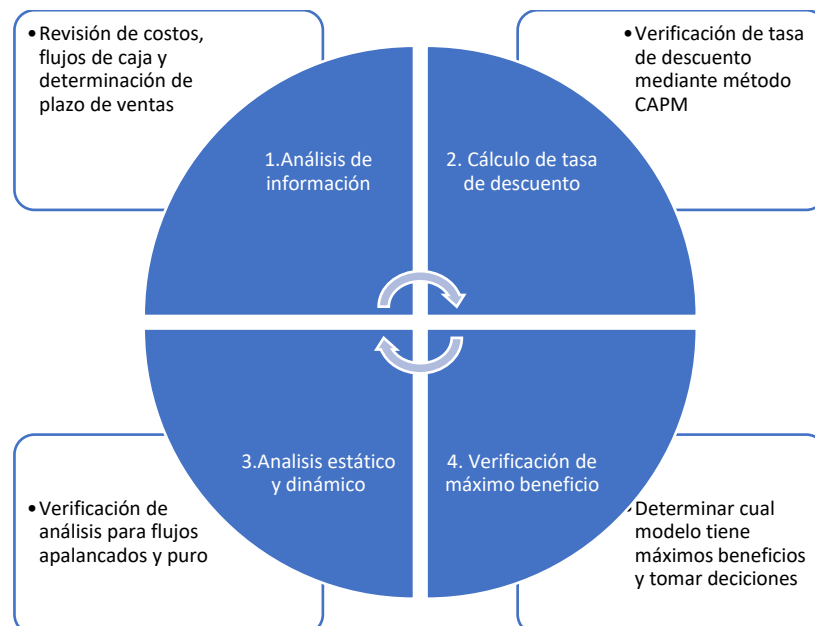 •Revisión de costos,
flujos de caja y
determinación de
plazo de ventas
•Verificación de tasa
de descuento
mediante método
CAPM
1.Análisis de
información
2. Cálculo de tasa
de descuento
3.Analisis estático
y dinámico
4. Verificación de
máximo beneficio
•Verificación de
análisis para flujos
apalancados y puro
•Determinar cual
modelo tiene
máximos beneficios
y tomar deciciones